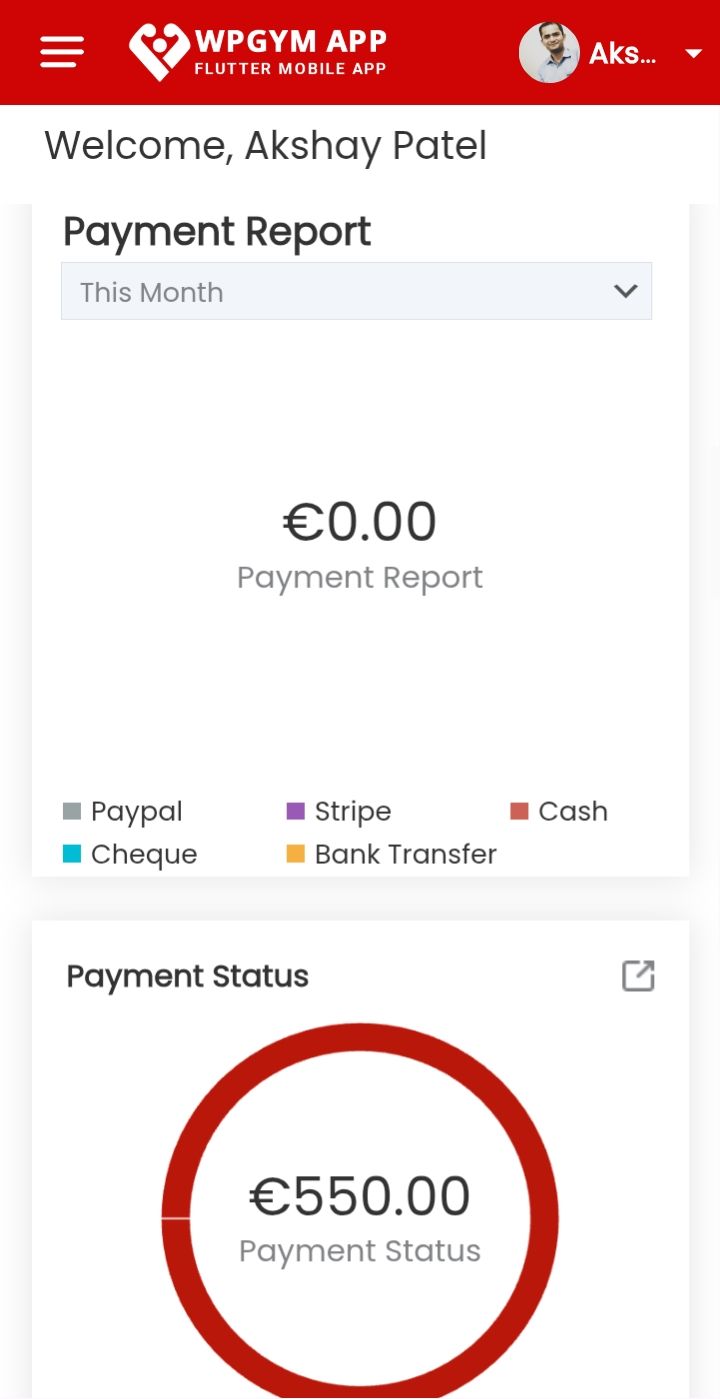 WPGYM APP
FLUTTER MOBILE APP
Aks...
Welcome, Akshay Patel
Payment Report
This Month
€0.00
Payment Report
Paypal Stripe Cash
Cheque Bank Transfer
Payment Status
€550.00
Payment Status